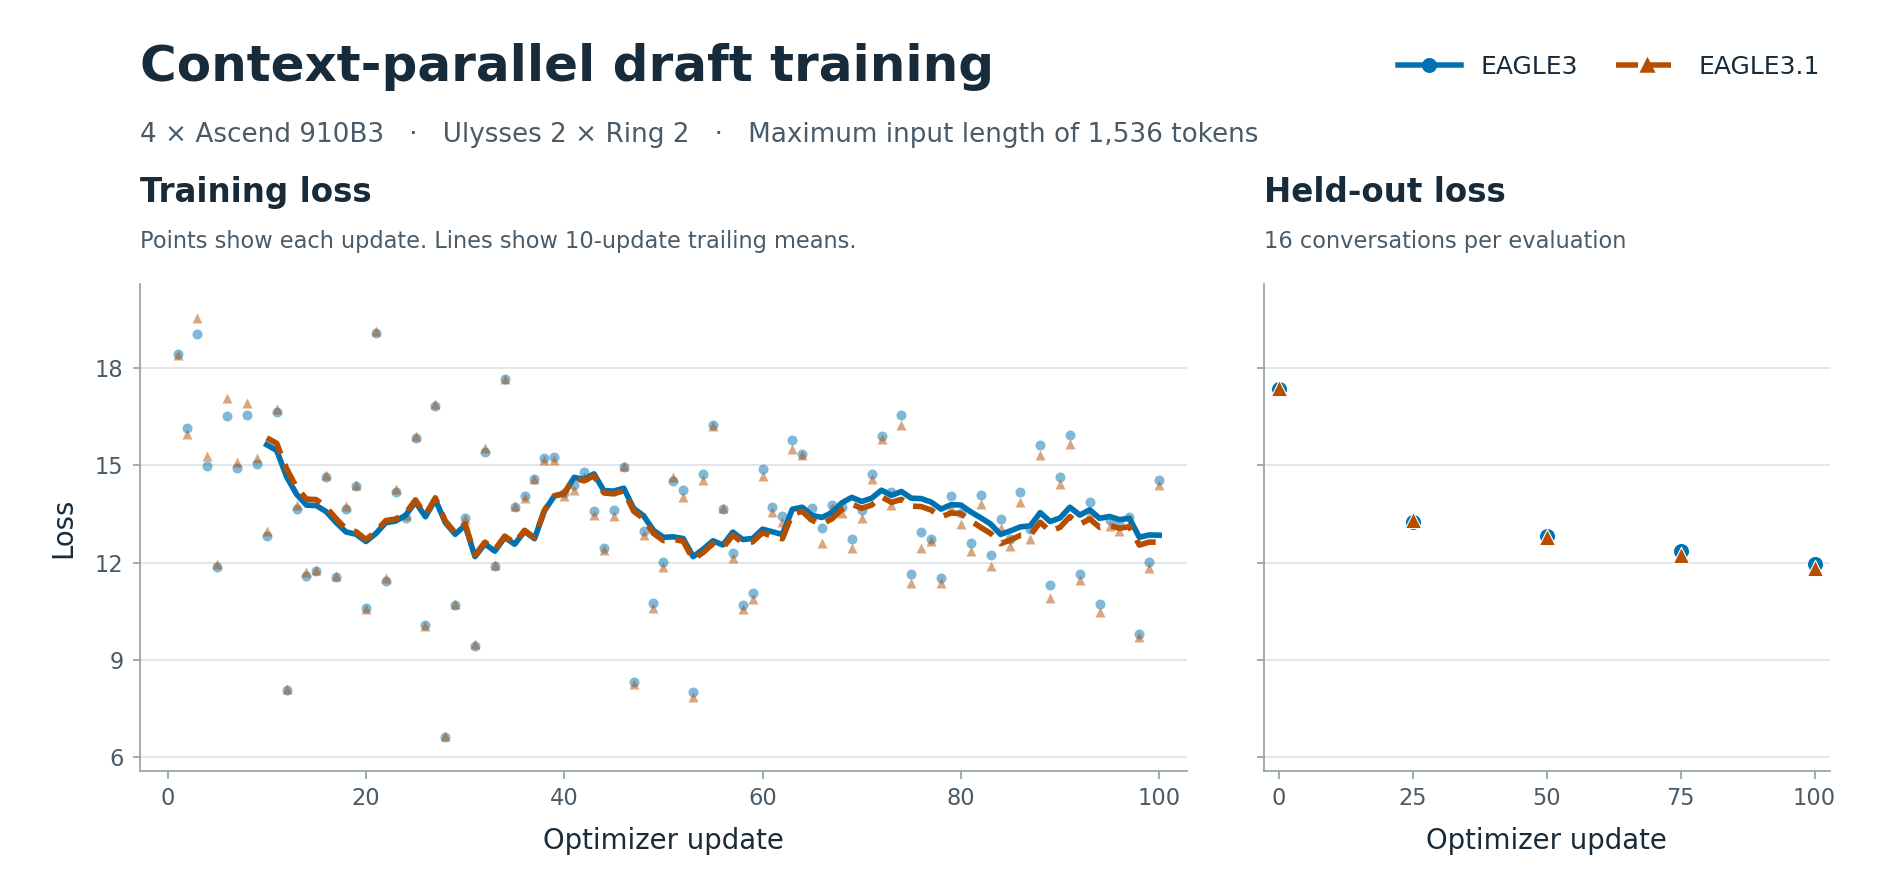 Context-parallel draft training
EAGLE3
EAGLE3.1
4 × Ascend 910B3 · Ulysses 2 × Ring 2 · Maximum input length of 1,536 tokens
Training loss
Points show each update. Lines show 10-update trailing means.
Loss
18
15
12
9
6
0 20 40 60 80 100
Optimizer update
Held-out loss
16 conversations per evaluation
0 25 50 75 100
Optimizer update